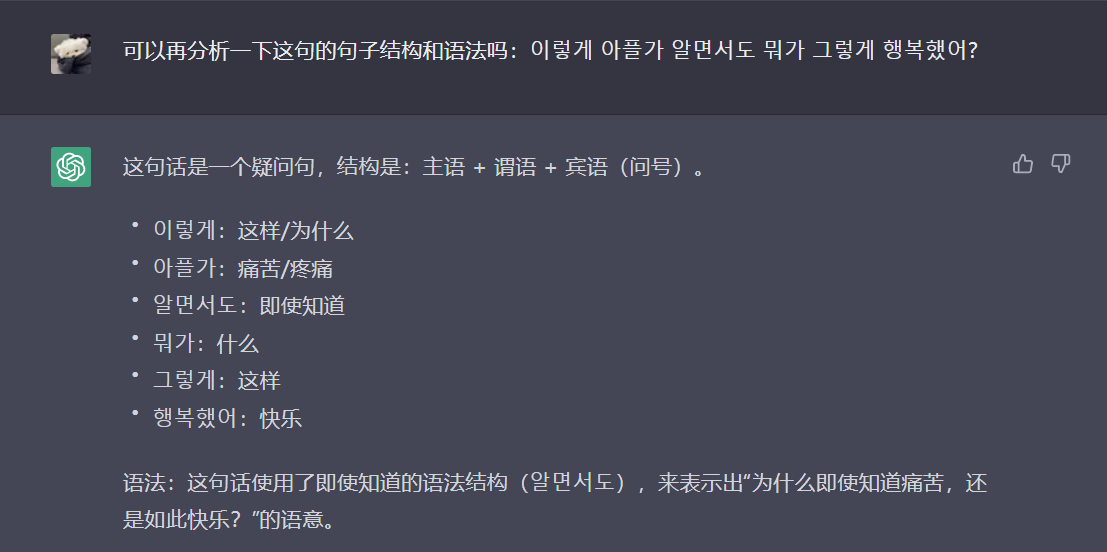 可以再分析一下这句的句子结构和语法吗：이렇게 아플가 알면서도 뭐가 그렇게 행복했어?
这句话是一个疑问句，结构是：主语 + 谓语 + 宾语（问号）。
• 이렇게：这样/为什么
• 아플가：痛苦/疼痛
• 알면서도：即使知道
• 뭐가：什么
• 그렇게：这样
• 행복했어：快乐
语法：这句话使用了即使知道的语法结构（알면서도），来表示出"为什么即使知道痛苦，还
是如此快乐？"的语意。